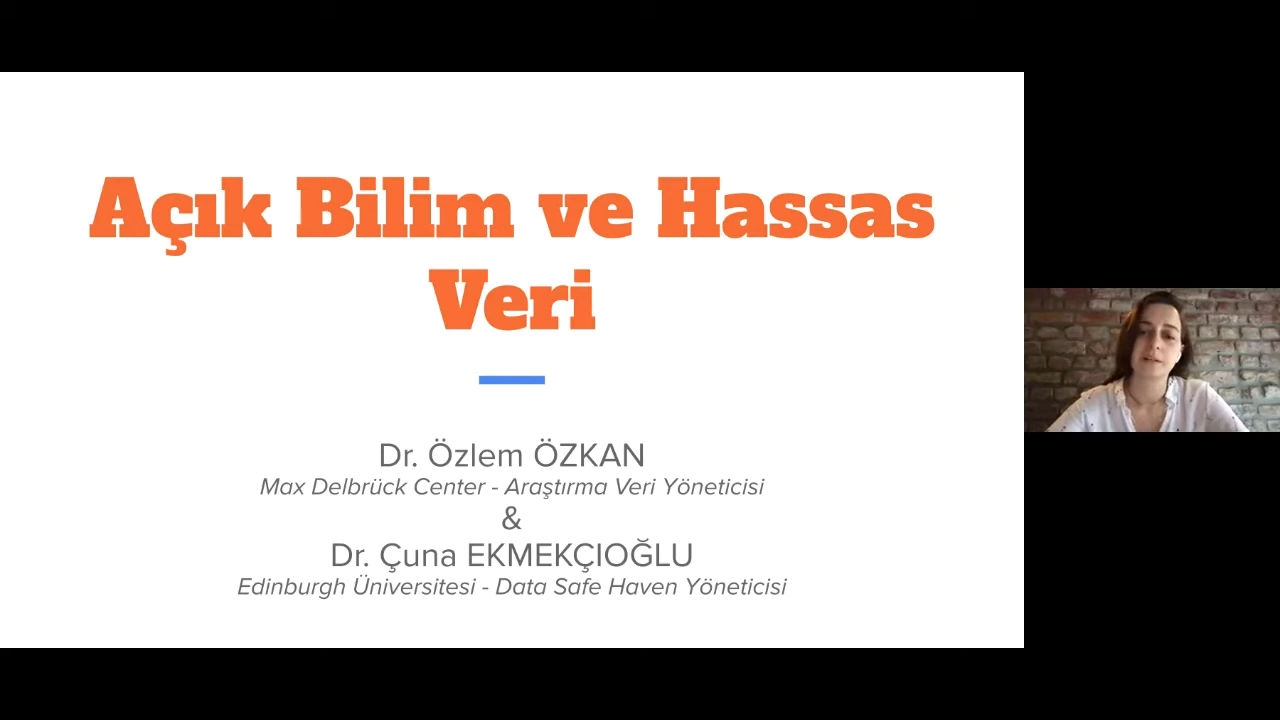 Açık Bilim ve Hassas
Veri
Dr. Özlem ÖZKAN
Max Delbrück Center - Araştırma Veri Yöneticisi
&
Dr. Çuna EKMEKÇIOĞLU
Edinburgh Üniversitesi - Data Safe Haven Yöneticisi